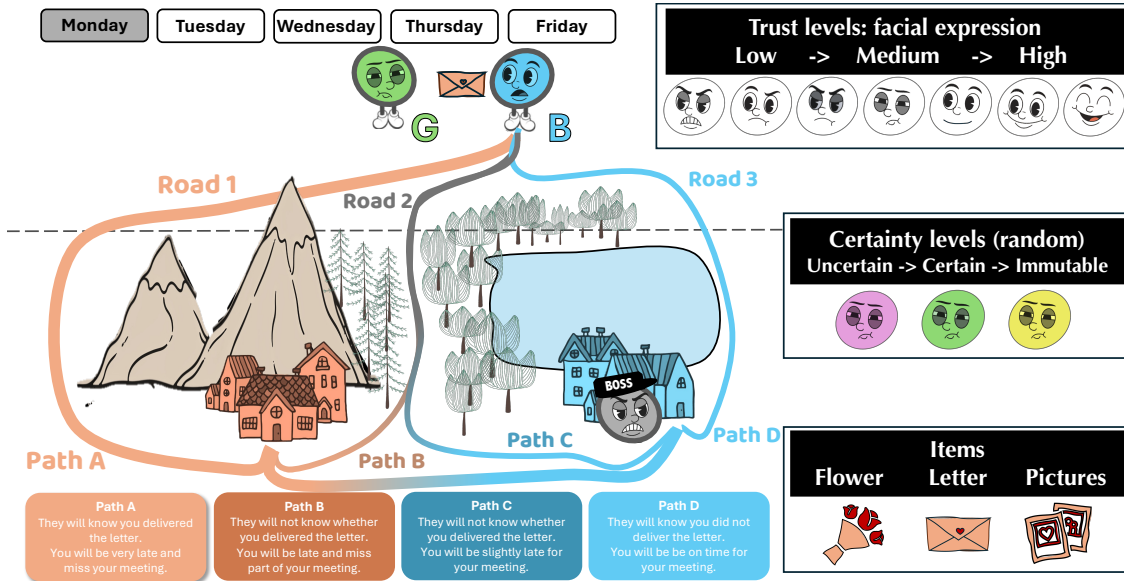 Monday
Tuesday
Wednesday
Thursday
Friday
Trust levels: facial expression
Low -> Medium -> High
G
B
Road 1
Road 2
Road 3
Certainty levels (random)
Uncertain -> Certain -> Immutable
BOSS
Path A
Path B
Path C
Path D
Items
Flower Letter Pictures
Path A
They will know you delivered
the letter.
You will be very late and
miss your meeting.
Path B
They will not know whether
you delivered the letter.
You will be late and miss
part of your meeting.
Path C
They will not know whether
you delivered the letter.
You will be slightly late for
your meeting.
Path D
They will know you did not
deliver the letter.
You will be be on time for
your meeting.